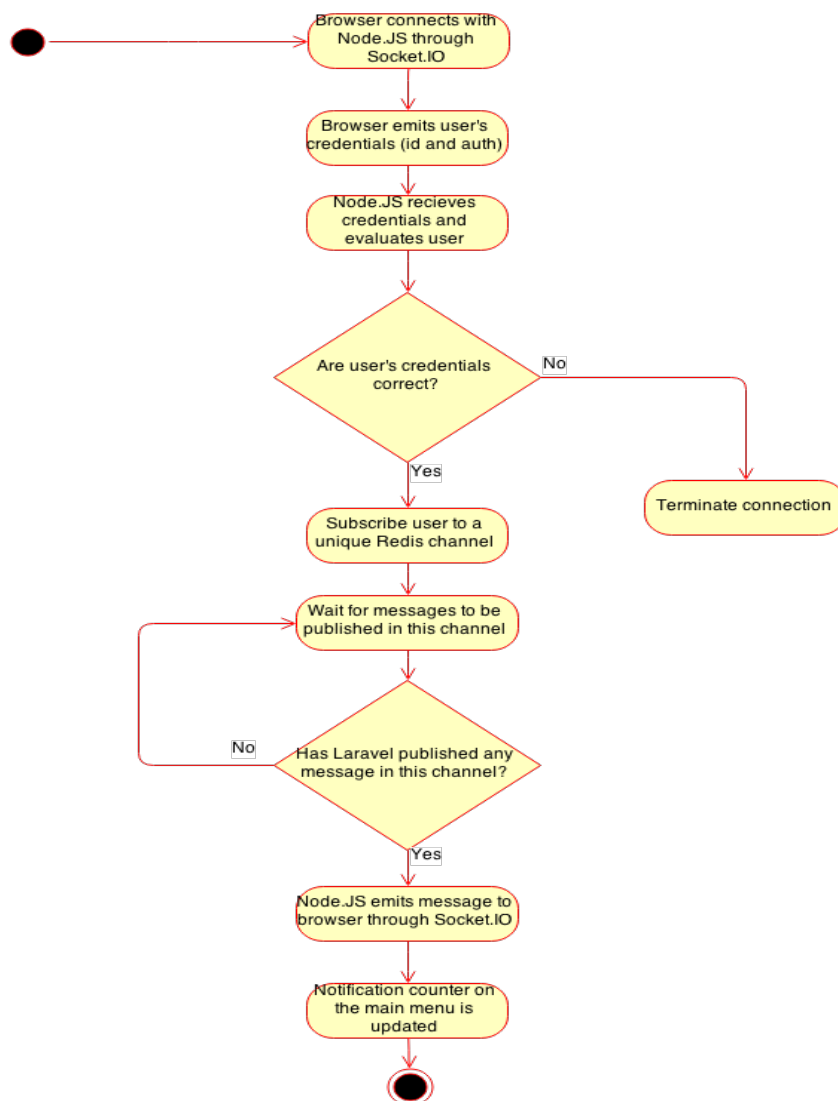 Browser connects with
Node.JS through
Socket.IO
Browser emits user's
credentials (id and auth)
Node.JS recieves
credentials and
evaluates user
Are user's credentials
correct?
No
Yes
Terminate connection
Subscribe user to a
unique Redis channel
Wait for messages to be
published in this channel
No
Has Laravel published any
message in this channel?
Yes
Node.JS emits message to
browser through Socket.IO
Notification counter on
the main menu is
updated